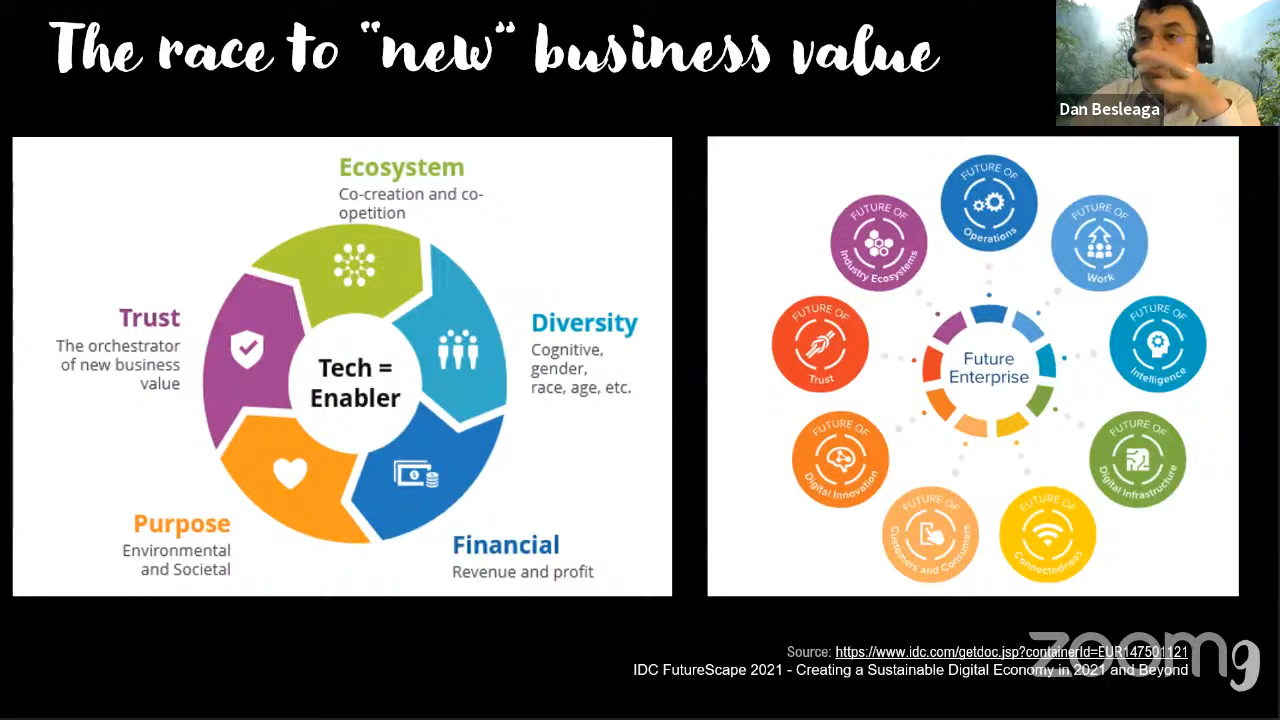 The race to “new“ business value
Dan Besleaga
Ecosystem
Co-creation and co-
opetition
Trust
The orchestrator
of new business
value
Diversity
Cognitive,
gender,
race, age, etc.
Tech =
Enabler
Purpose
Environmental
and Societal
Financial
Revenue and profit
FUTURE OF
Operations
FUTURE OF
Work
FUTURE OF
Intelligence
FUTURE OF
Digital Infrastructure
FUTURE OF
Connectedness
FUTURE OF
Customers and Consumers
FUTURE OF
Digital Innovation
FUTURE OF
Trust
FUTURE OF
Industry Ecosystems
Future
Enterprise
Source: https://www.idc.com/getdoc.jsp?containerId=EUR147501121
IDC FutureScape 2021 - Creating a Sustainable Digital Economy in 2021 and Beyond
zoom
9